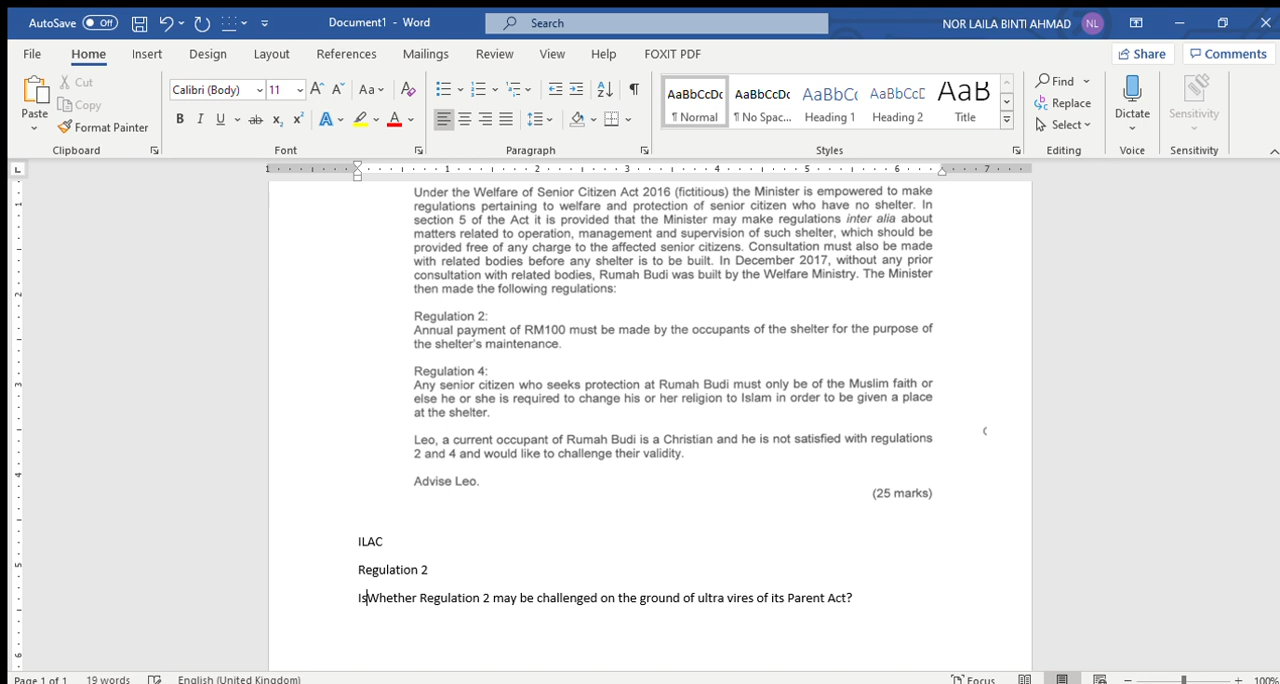 AutoSave Off Document1 - Word Search NOR LAILA BINTI AHMAD NL
File Home Insert Design Layout References Mailings Review View Help FOXIT PDF Share Comments
Paste Cut Copy Format Painter
Calibri (Body) 11 A A Aa A
B I U ab x₂ x² A A
AaBbCcDc AaBbCcDc AaBbCc AaBbCcE AaB
¶ Normal ¶ No Spac... Heading 1 Heading 2 Title
Find Replace Select
Dictate Sensitivity
Clipboard Font Paragraph Styles Editing Voice Sensitivity
1 1 2 3 4 5 6 7
Under the Welfare of Senior Citizen Act 2016 (fictitious) the Minister is empowered to make
regulations pertaining to welfare and protection of senior citizen who have no shelter. In
section 5 of the Act it is provided that the Minister may make regulations inter alia about
matters related to operation, management and supervision of such shelter, which should be
provided free of any charge to the affected senior citizens. Consultation must also be made
with related bodies before any shelter is to be built. In December 2017, without any prior
consultation with related bodies, Rumah Budi was built by the Welfare Ministry. The Minister
then made the following regulations:
Regulation 2:
Annual payment of RM100 must be made by the occupants of the shelter for the purpose of
the shelter's maintenance.
Regulation 4:
Any senior citizen who seeks protection at Rumah Budi must only be of the Muslim faith or
else he or she is required to change his or her religion to Islam in order to be given a place
at the shelter.
Leo, a current occupant of Rumah Budi is a Christian and he is not satisfied with regulations
2 and 4 and would like to challenge their validity.
Advise Leo.
(25 marks)
ILAC
Regulation 2
IsWhether Regulation 2 may be challenged on the ground of ultra vires of its Parent Act?
Page 1 of 1 19 words English (United Kingdom) Focus 100%